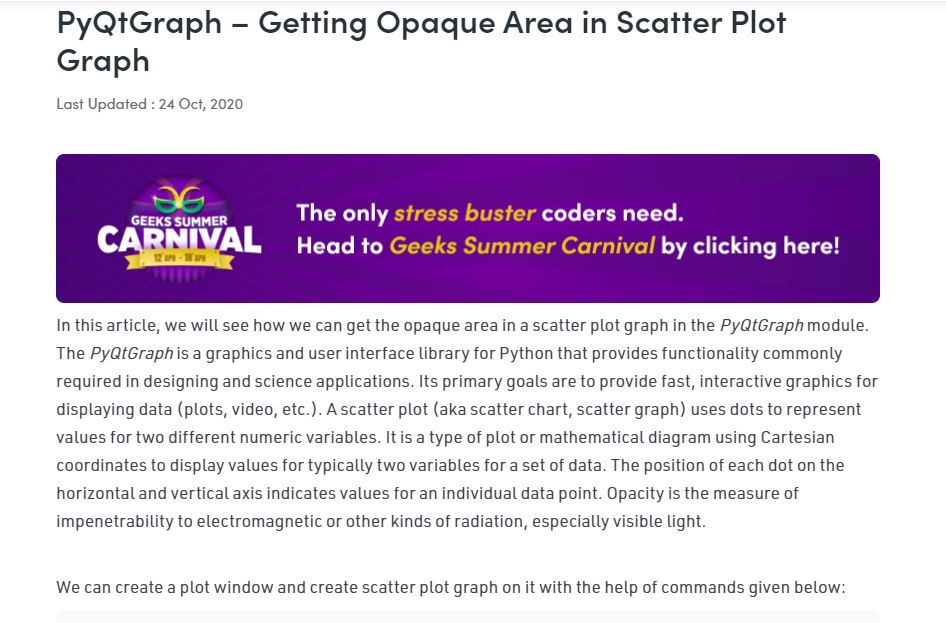 PyQtGraph – Getting Opaque Area in Scatter Plot
Graph
Last Updated : 24 Oct, 2020
GEEKS SUMMER
CARNIVAL
12 APR - 18 APR
The only stress buster coders need.
Head to Geeks Summer Carnival by clicking here!
In this article, we will see how we can get the opaque area in a scatter plot graph in the PyQtGraph module.
The PyQtGraph is a graphics and user interface library for Python that provides functionality commonly
required in designing and science applications. Its primary goals are to provide fast, interactive graphics for
displaying data (plots, video, etc.). A scatter plot (aka scatter chart, scatter graph) uses dots to represent
values for two different numeric variables. It is a type of plot or mathematical diagram using Cartesian
coordinates to display values for typically two variables for a set of data. The position of each dot on the
horizontal and vertical axis indicates values for an individual data point. Opacity is the measure of
impenetrability to electromagnetic or other kinds of radiation, especially visible light.
We can create a plot window and create scatter plot graph on it with the help of commands given below: